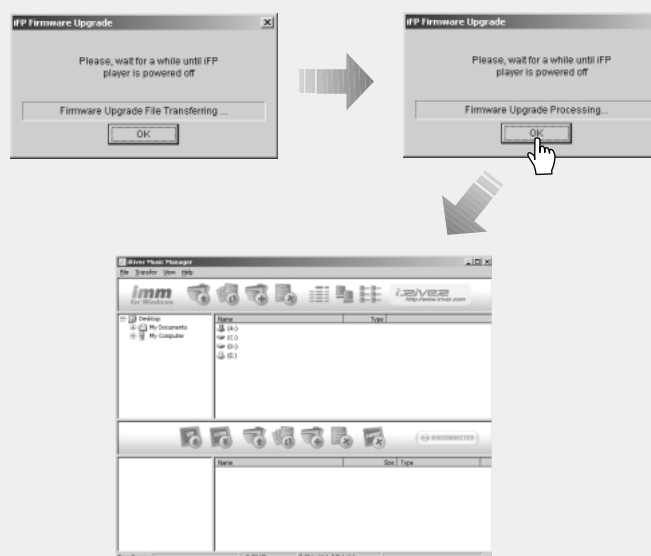 iFP Firmware Upgrade
Please, wait for a while until iFP
player is powered off
Firmware Upgrade File Transferring ...
OK
iFP Firmware Upgrade
Please, wait for a while until iFP
player is powered off
Firmware Upgrade Processing...
OK
iRiver Music Manager
File Transfer View Help
imm
for Windows
iRiver
http://www.iriver.com
Desktop
My Documents
My Computer
Name Type
(A:)
(C:)
(D:)
(E:)
DISCONNECTED
Name Size Type